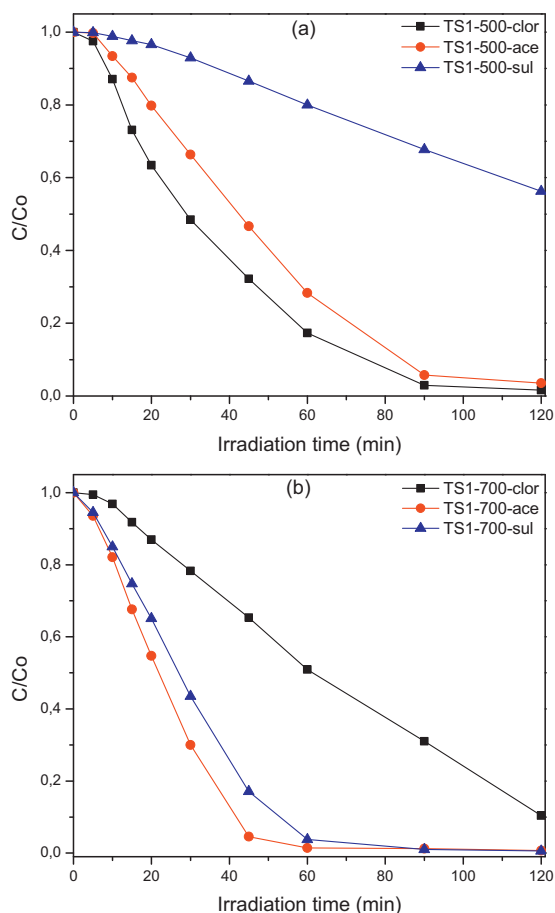 (a)
TS1-500-clor
TS1-500-ace
TS1-500-sul
1,0
0,8
0,6
0,4
0,2
0,0
C/Co
0 20 40 60 80 100 120
Irradiation time (min)
(b)
TS1-700-clor
TS1-700-ace
TS1-700-sul
1,0
0,8
0,6
0,4
0,2
0,0
C/Co
0 20 40 60 80 100 120
Irradiation time (min)